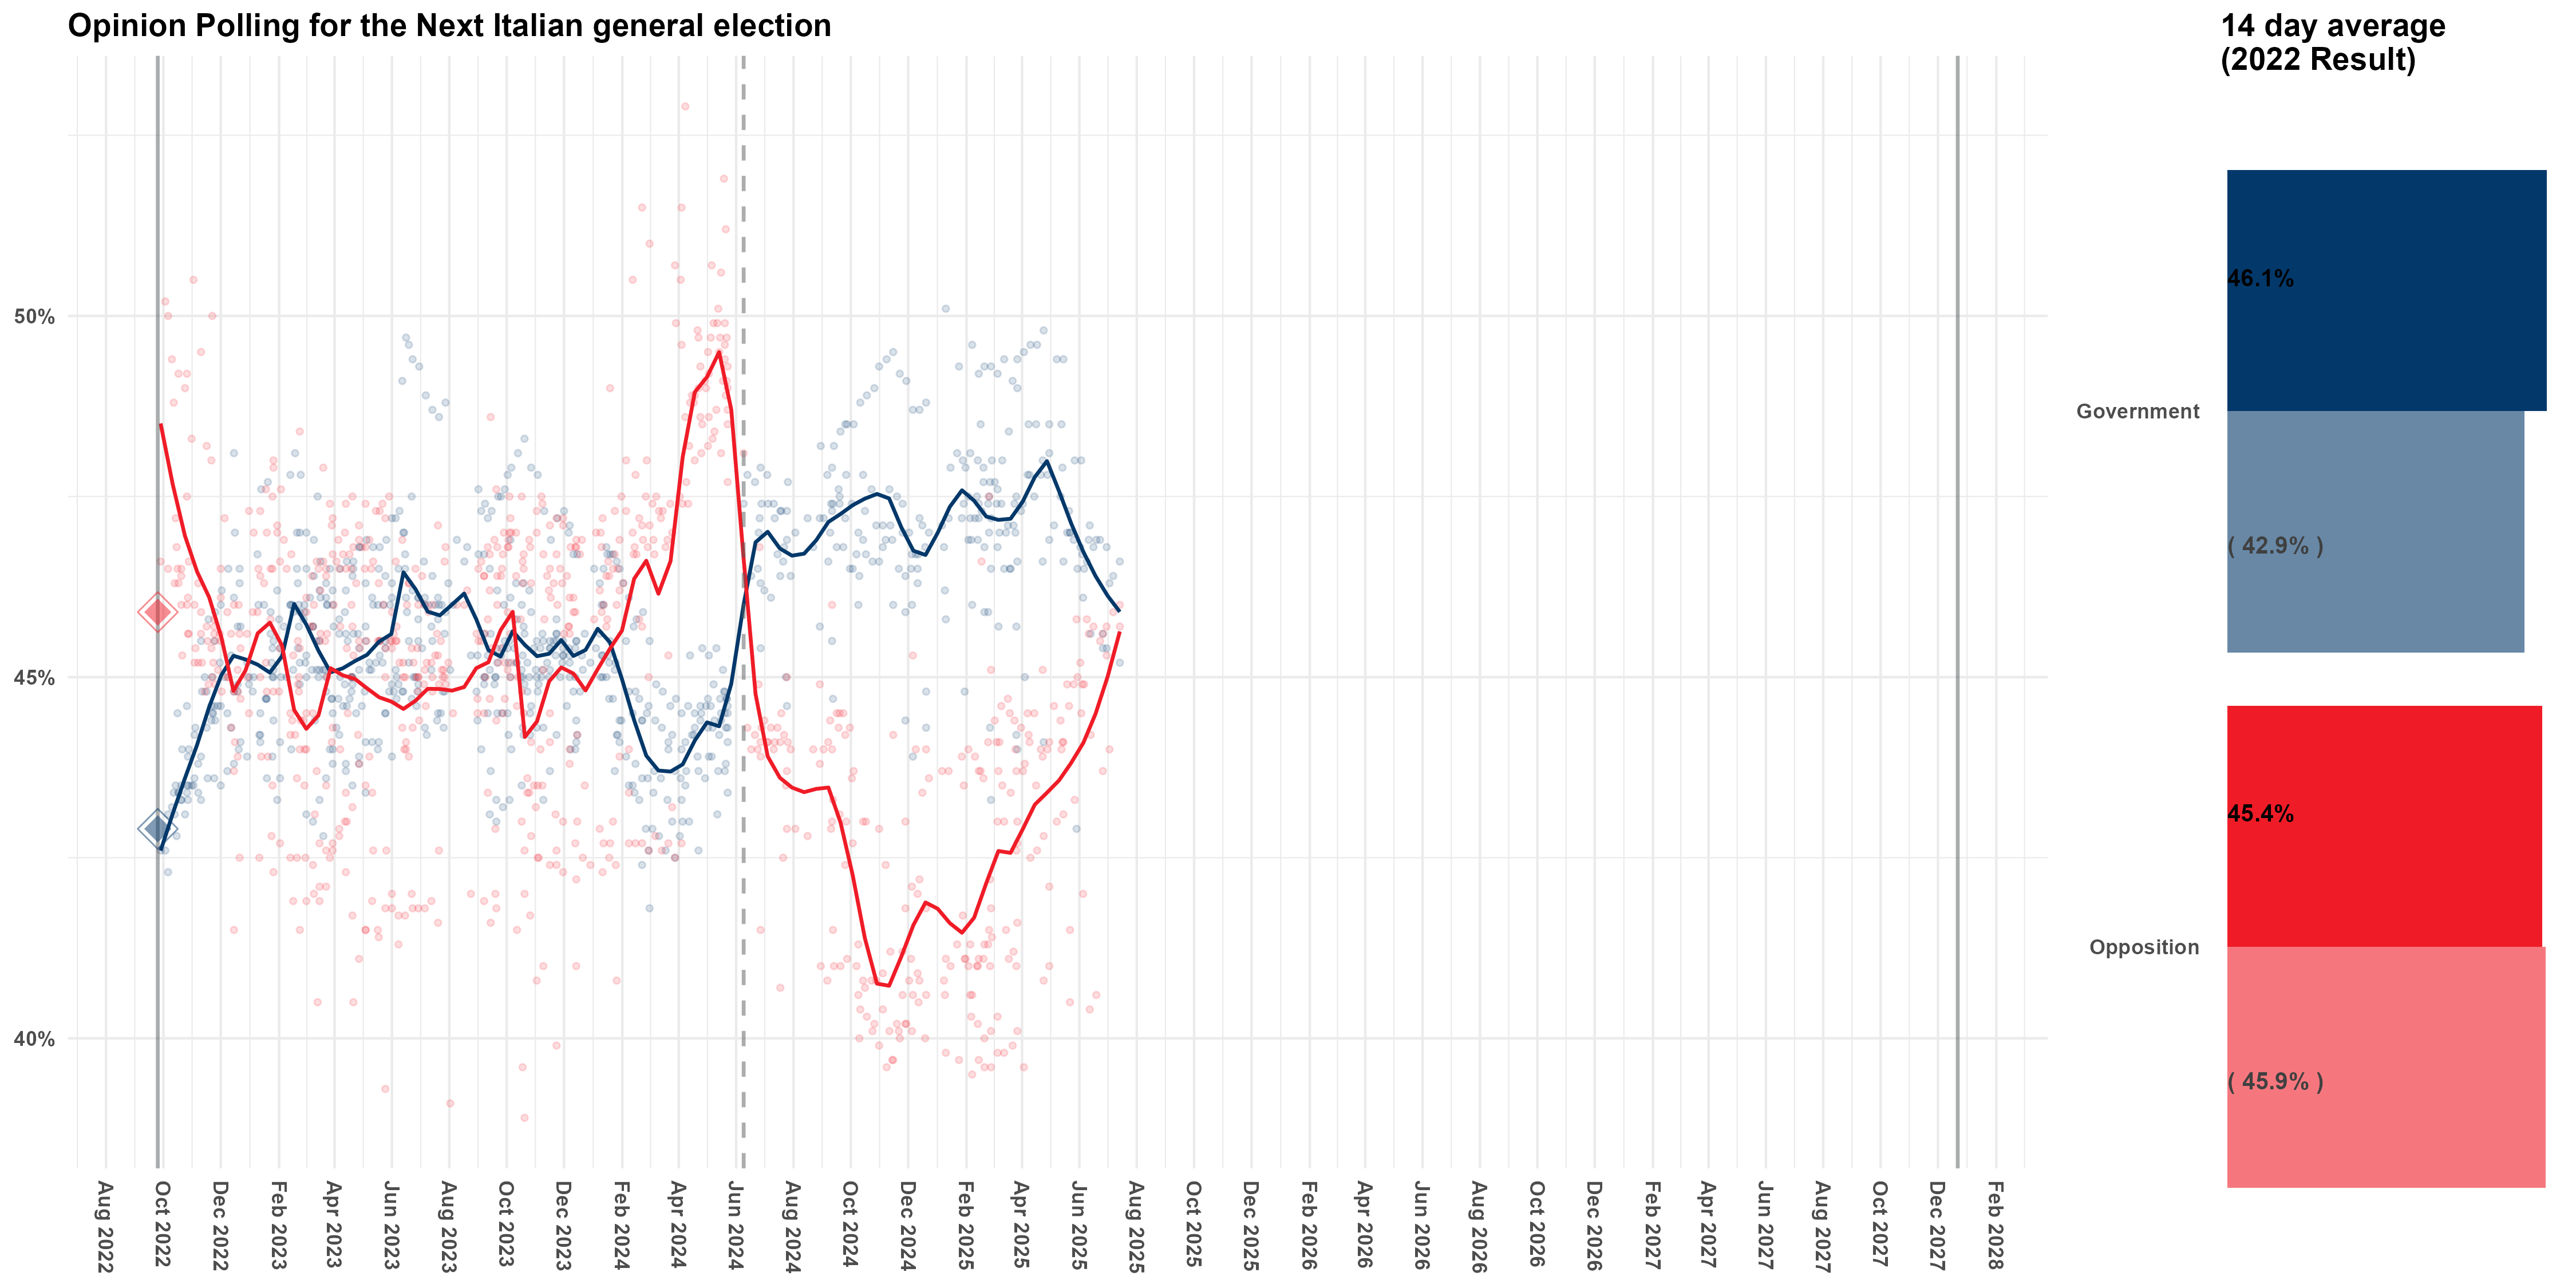 Opinion Polling for the Next Italian general election
14 day average
(2022 Result)
50%
45%
40%
Government
Opposition
46.1%
( 42.9% )
45.4%
( 45.9% )
Aug 2022
Oct 2022
Dec 2022
Feb 2023
Apr 2023
Jun 2023
Aug 2023
Oct 2023
Dec 2023
Feb 2024
Apr 2024
Jun 2024
Aug 2024
Oct 2024
Dec 2024
Feb 2025
Apr 2025
Jun 2025
Aug 2025
Oct 2025
Dec 2025
Feb 2026
Apr 2026
Jun 2026
Aug 2026
Oct 2026
Dec 2026
Feb 2027
Apr 2027
Jun 2027
Aug 2027
Oct 2027
Dec 2027
Feb 2028